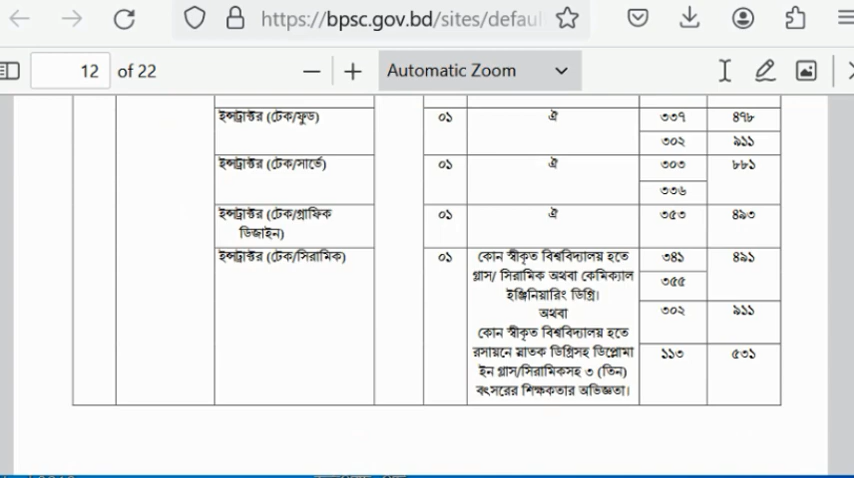 https://bpsc.gov.bd/sites/defaul
12 of 22
Automatic Zoom
ইন্সট্রাক্টর (টেক/ফুড) ০১ ঐ ৩৩৭ ৪৭৮
৩০২ ৯১১
ইন্সট্রাক্টর (টেক/সার্ভে) ০১ ঐ ৩০৩ ৮৮১
৩৩৬
ইন্সট্রাক্টর (টেক/গ্রাফিক ০১ ঐ ৩৫৩ ৪৯৩
ডিজাইন)
ইন্সট্রাক্টর (টেক/সিরামিক) ০১ কোন স্বীকৃত বিশ্ববিদ্যালয় হতে ৩৪১ ৪৯১
গ্লাস/ সিরামিক অথবা কেমিক্যাল ৩৫৫
ইঞ্জিনিয়ারিং ডিগ্রি।
অথবা ৩০২ ৯১১
কোন স্বীকৃত বিশ্ববিদ্যালয় হতে
রসায়নে স্নাতক ডিগ্রিসহ ডিপ্লোমা ১১৩ ৫৩১
ইন গ্লাস/সিরামিকসহ ৩ (তিন)
বৎসরের শিক্ষকতার অভিজ্ঞতা।